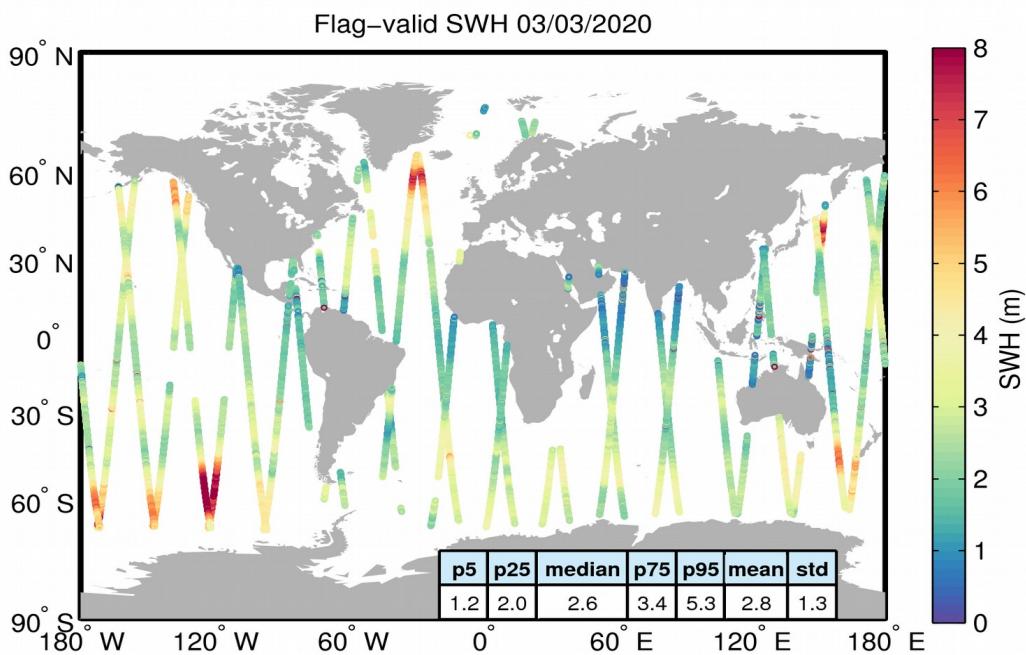 Flag−valid SWH 03/03/2020
90° N
60° N
30° N
0°
30° S
60° S
90° S
180° W
120° W
60° W
0°
60° E
120° E
180° E
p5 p25 median p75 p95 mean std
1.2 2.0 2.6 3.4 5.3 2.8 1.3
8
7
6
5
4
3
2
1
0
SWH (m)